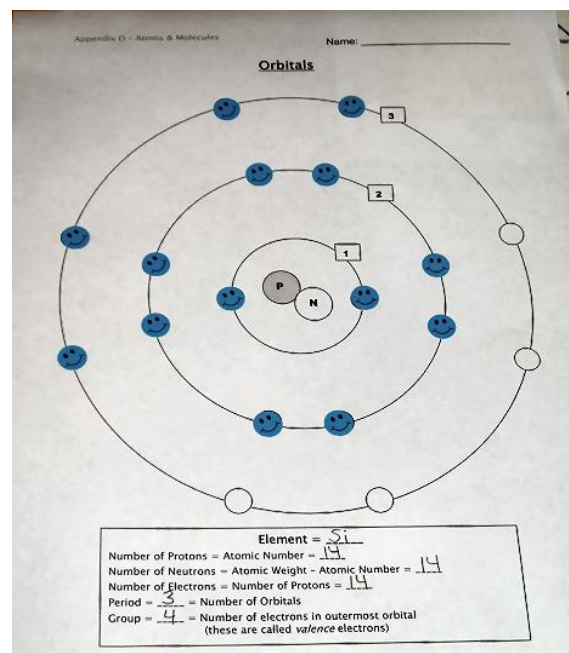 Appendix D - Atoms & Molecules
Name:
Orbitals
3
2
1
P
N
Element = Si
Number of Protons = Atomic Number = 14
Number of Neutrons = Atomic Weight - Atomic Number = 14
Number of Electrons = Number of Protons = 14
Period = 3 = Number of Orbitals
Group = 4 = Number of electrons in outermost orbital
(these are called valence electrons)